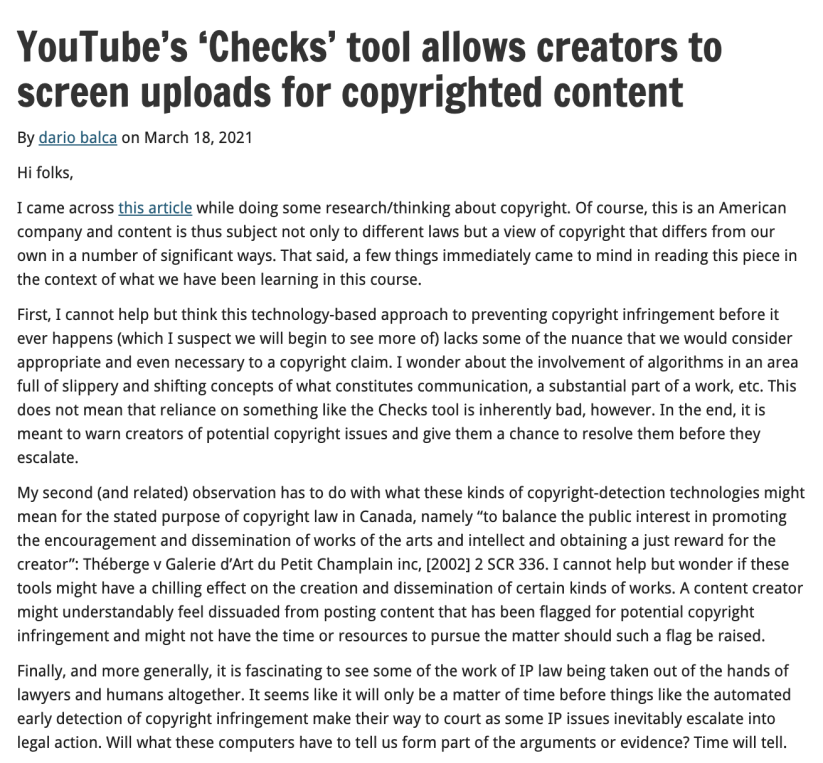 YouTube’s ‘Checks’ tool allows creators to
screen uploads for copyrighted content
By dario balca on March 18, 2021
Hi folks,
I came across this article while doing some research/thinking about copyright. Of course, this is an American
company and content is thus subject not only to different laws but a view of copyright that differs from our
own in a number of significant ways. That said, a few things immediately came to mind in reading this piece in
the context of what we have been learning in this course.
First, I cannot help but think this technology-based approach to preventing copyright infringement before it
ever happens (which I suspect we will begin to see more of) lacks some of the nuance that we would consider
appropriate and even necessary to a copyright claim. I wonder about the involvement of algorithms in an area
full of slippery and shifting concepts of what constitutes communication, a substantial part of a work, etc. This
does not mean that reliance on something like the Checks tool is inherently bad, however. In the end, it is
meant to warn creators of potential copyright issues and give them a chance to resolve them before they
escalate.
My second (and related) observation has to do with what these kinds of copyright-detection technologies might
mean for the stated purpose of copyright law in Canada, namely “to balance the public interest in promoting
the encouragement and dissemination of works of the arts and intellect and obtaining a just reward for the
creator”: Théberge v Galerie d’Art du Petit Champlain inc, [2002] 2 SCR 336. I cannot help but wonder if these
tools might have a chilling effect on the creation and dissemination of certain kinds of works. A content creator
might understandably feel dissuaded from posting content that has been flagged for potential copyright
infringement and might not have the time or resources to pursue the matter should such a flag be raised.
Finally, and more generally, it is fascinating to see some of the work of IP law being taken out of the hands of
lawyers and humans altogether. It seems like it will only be a matter of time before things like the automated
early detection of copyright infringement make their way to court as some IP issues inevitably escalate into
legal action. Will what these computers have to tell us form part of the arguments or evidence? Time will tell.